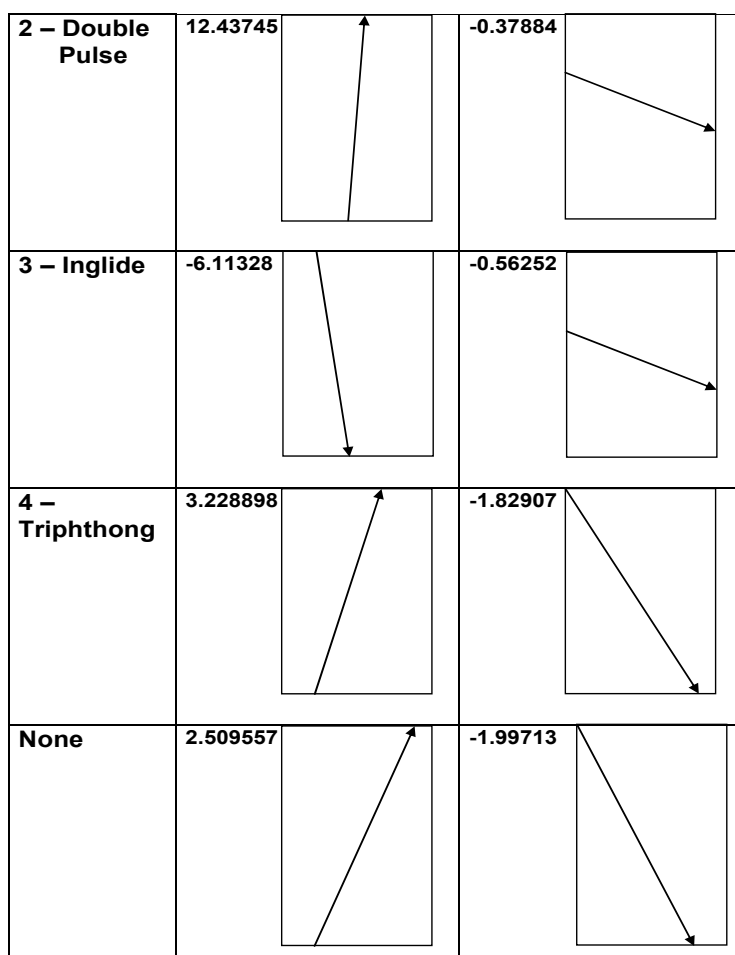 2 – Double 12.43745 -0.37884
Pulse
3 – Inglide -6.11328 -0.56252
4 – 3.228898 -1.82907
Triphthong
None 2.509557 -1.99713